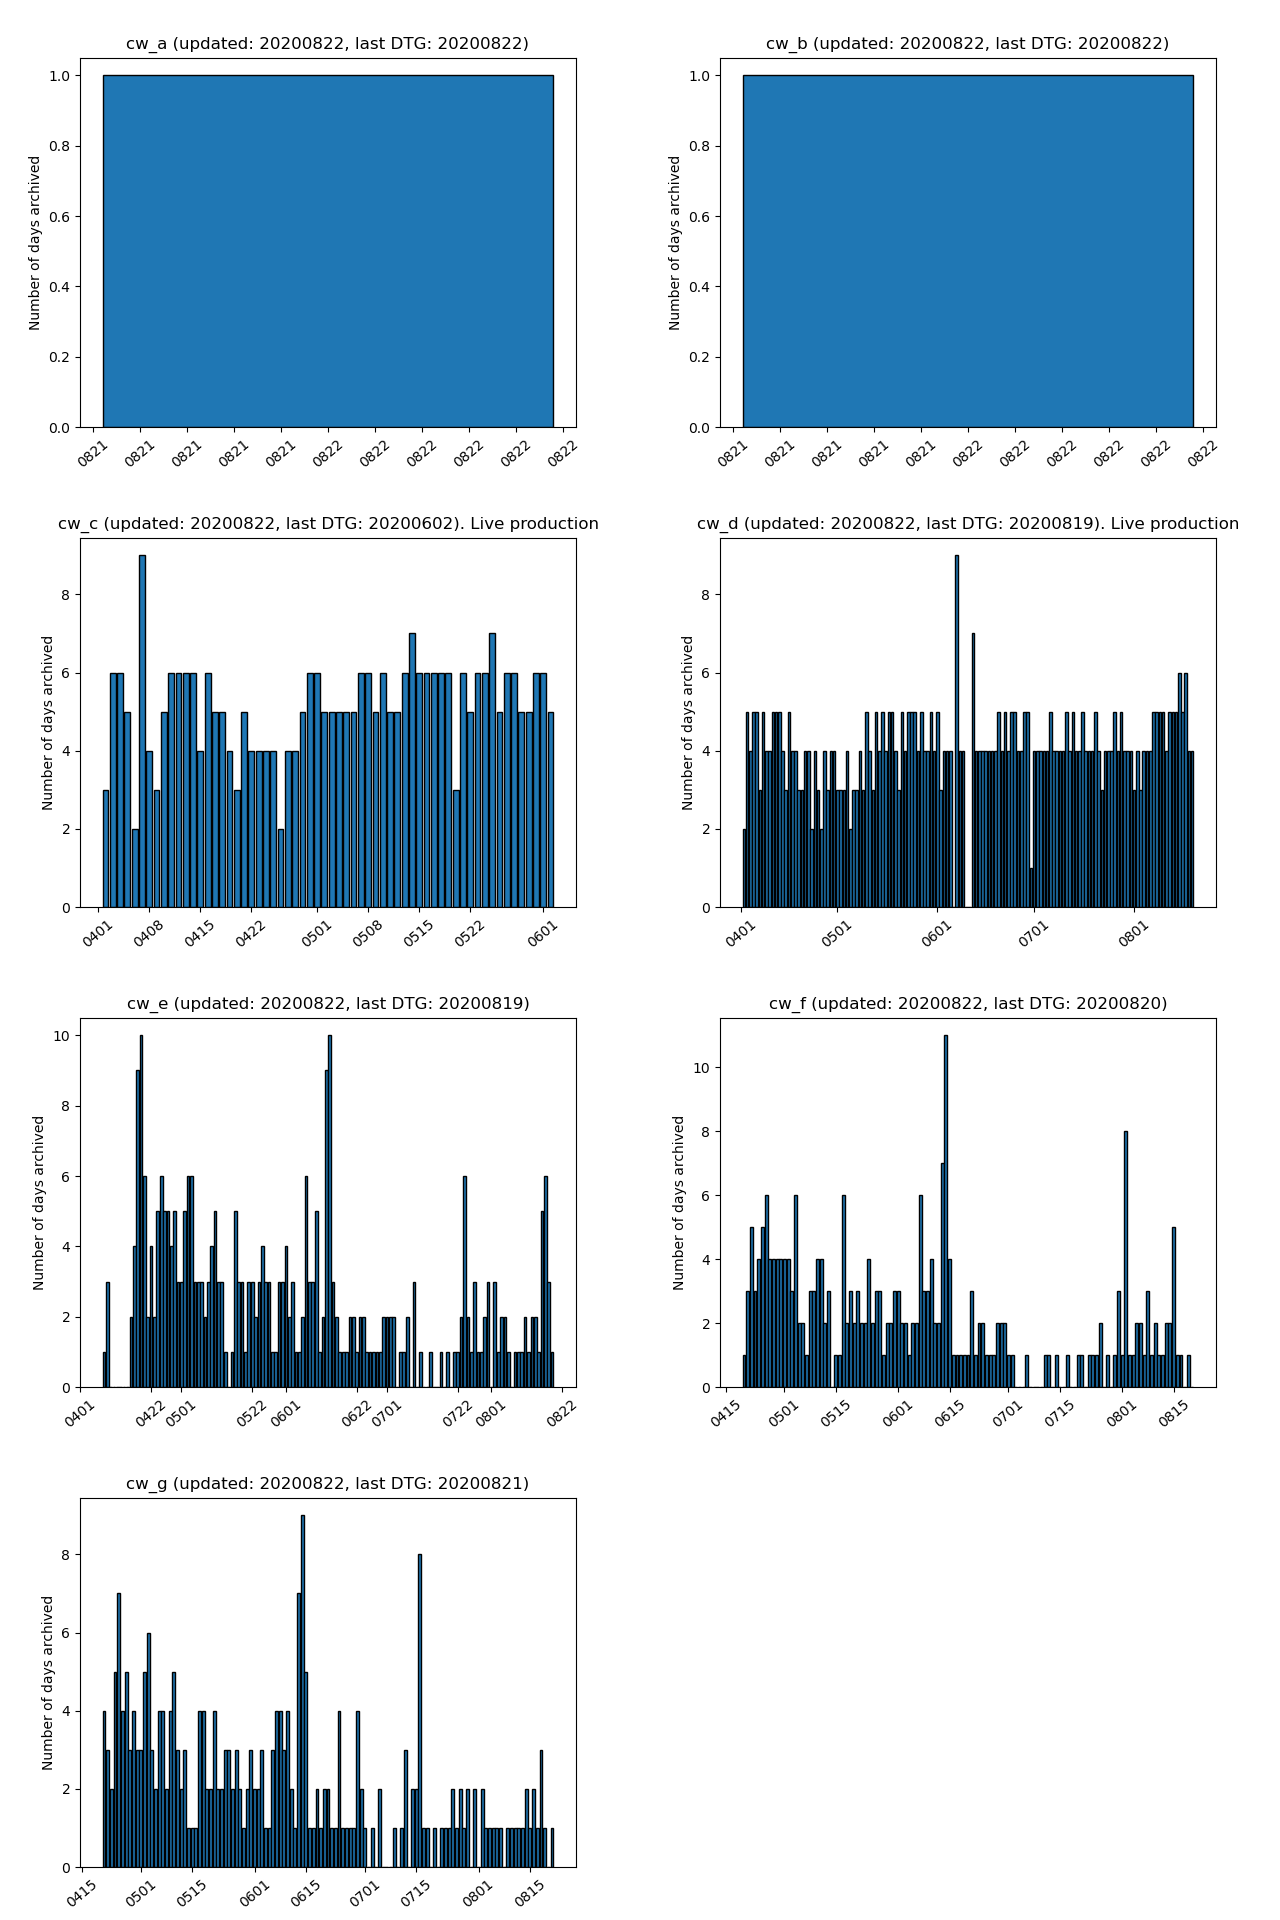 cw_a (updated: 20200822, last DTG: 20200822)
Number of days archived
1.0
0.8
0.6
0.4
0.2
0.0
0821 0821 0821 0821 0821 0822 0822 0822 0822 0822 0822
cw_b (updated: 20200822, last DTG: 20200822)
Number of days archived
1.0
0.8
0.6
0.4
0.2
0.0
0821 0821 0821 0821 0821 0822 0822 0822 0822 0822 0822
cw_c (updated: 20200822, last DTG: 20200602). Live production
Number of days archived
8
6
4
2
0
0401 0408 0415 0422 0501 0508 0515 0522 0601
cw_d (updated: 20200822, last DTG: 20200819). Live production
Number of days archived
8
6
4
2
0
0401 0501 0601 0701 0801
cw_e (updated: 20200822, last DTG: 20200819)
Number of days archived
10
8
6
4
2
0
0401 0422 0501 0522 0601 0622 0701 0722 0801 0822
cw_f (updated: 20200822, last DTG: 20200820)
Number of days archived
10
8
6
4
2
0
0415 0501 0515 0601 0615 0701 0715 0801 0815
cw_g (updated: 20200822, last DTG: 20200821)
Number of days archived
8
6
4
2
0
0415 0501 0515 0601 0615 0701 0715 0801 0815